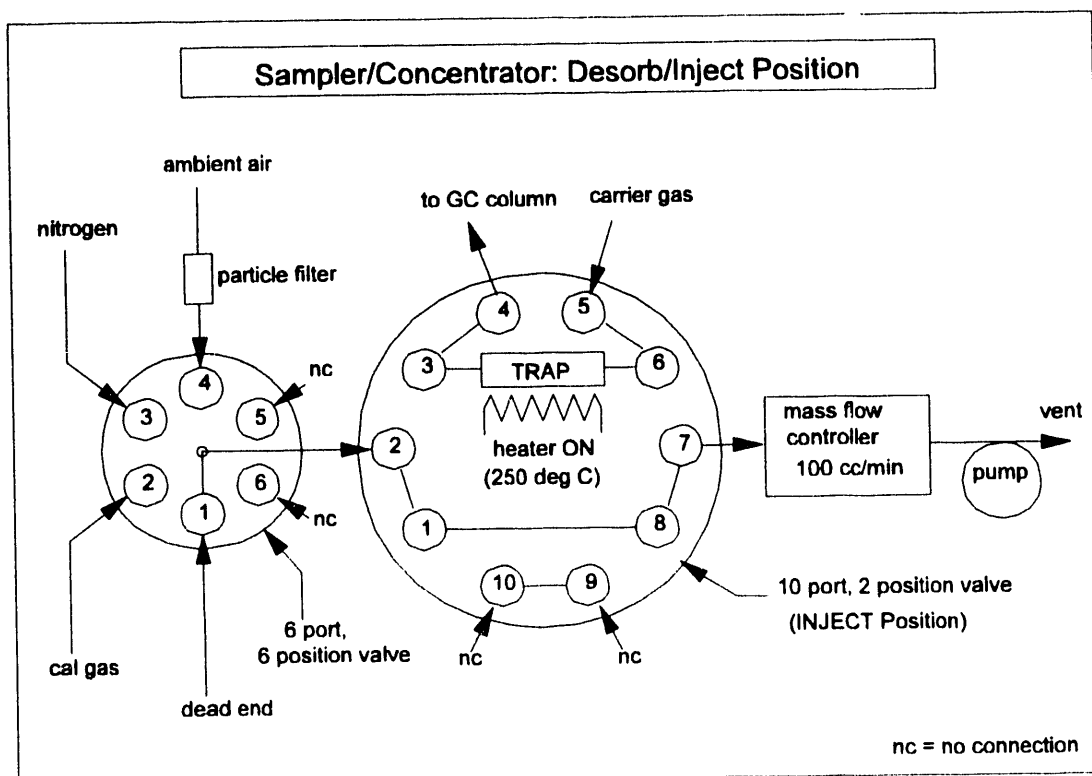 Sampler/Concentrator: Desorb/Inject Position
ambient air
nitrogen
particle filter
to GC column
carrier gas
4
3
5
nc
2
6
nc
1
cal gas
dead end
6 port,
6 position valve
4
5
3
TRAP
6
heater ON
(250 deg C)
2
7
1
8
10
9
nc
nc
mass flow
controller
100 cc/min
vent
pump
10 port, 2 position valve
(INJECT Position)
nc = no connection